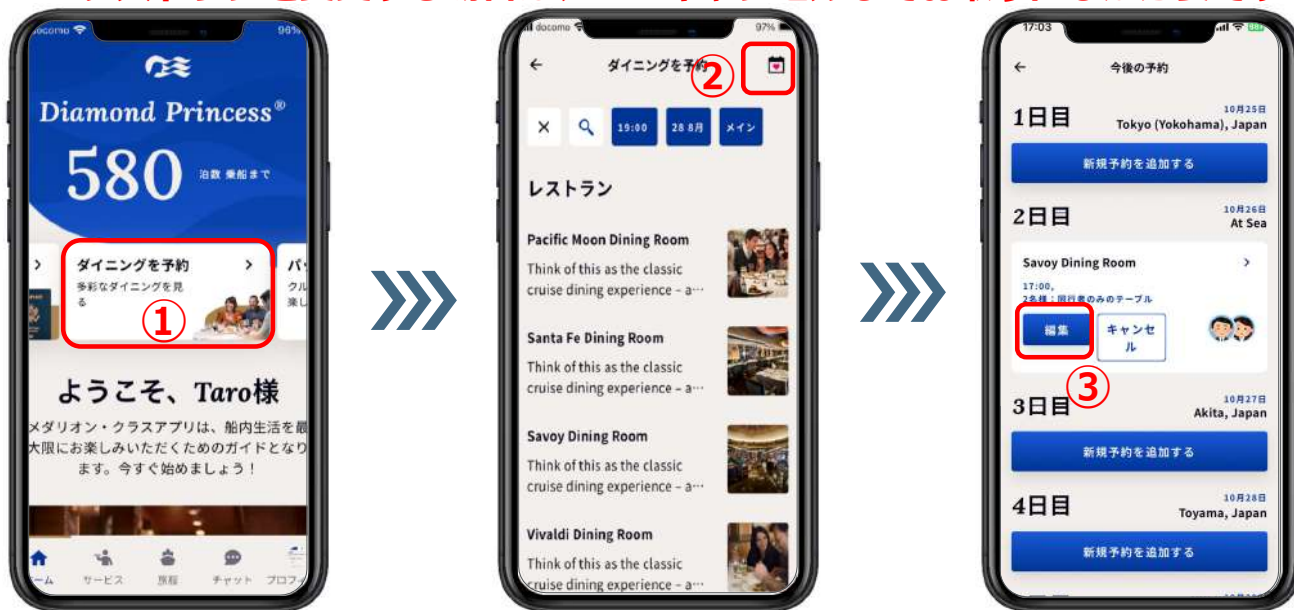 docomo
96%
Diamond Princess®
580 泊数 乗船まで
ダイニングを予約
多彩なダイニングを見
る
①
ようこそ、Taro様
メダリオン・クラスアプリは、船内生活を最
大限にお楽しみいただくためのガイドとなり
ます。今すぐ始めましょう！
サービス
旅程
チャット
docomo
97%
ダイニングを予約
②
19:00
28 8月
メイン
レストラン
Pacific Moon Dining Room
Think of this as the classic
cruise dining experience – a…
Santa Fe Dining Room
Think of this as the classic
cruise dining experience – a…
Savoy Dining Room
Think of this as the classic
cruise dining experience – a…
Vivaldi Dining Room
Think of this as the classic
cruise dining experience – a…
17:03
今後の予約
1日目
10月25日
Tokyo (Yokohama), Japan
新規予約を追加する
2日目
10月26日
At Sea
Savoy Dining Room
17:00,
2名様：同行者のみのテーブル
編集
キャンセ
ル
③
3日目
10月27日
Akita, Japan
新規予約を追加する
4日目
10月28日
Toyama, Japan
新規予約を追加する